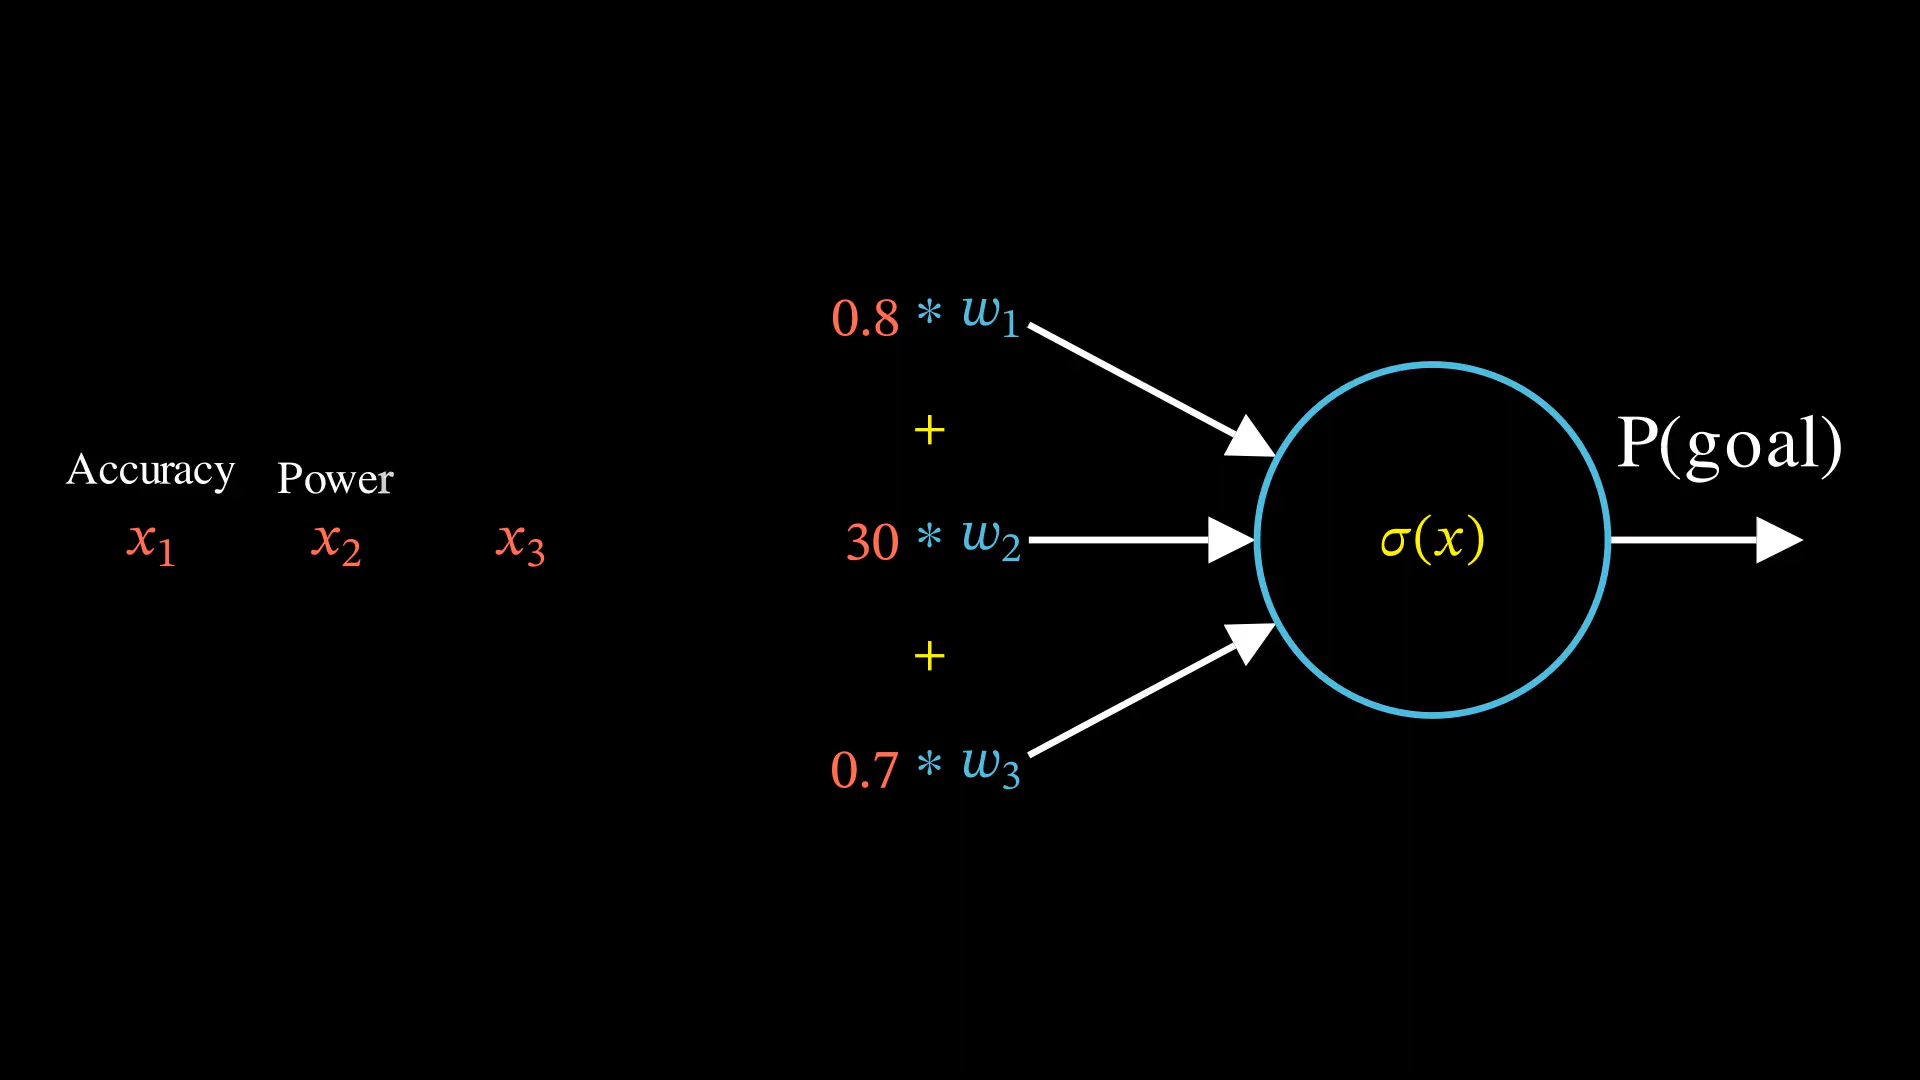 Accuracy Power
x₁ x₂ x₃
0.8 * w₁
+
30 * w₂
+
0.7 * w₃
σ(x)
P(goal)